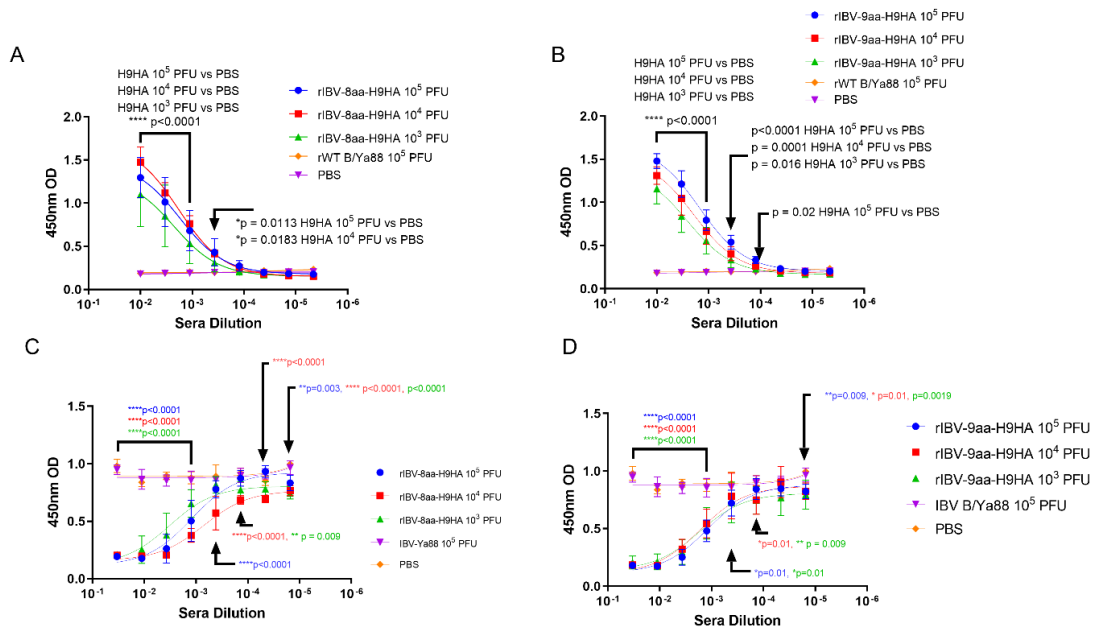 A
H9HA 10⁵ PFU vs PBS
H9HA 10⁴ PFU vs PBS
H9HA 10³ PFU vs PBS
**** p<0.0001
rIBV-8aa-H9HA 10⁵ PFU
rIBV-8aa-H9HA 10⁴ PFU
rIBV-8aa-H9HA 10³ PFU
rWT B/Ya88 10⁵ PFU
PBS
*p = 0.0113 H9HA 10⁵ PFU vs PBS
*p = 0.0183 H9HA 10⁴ PFU vs PBS
450nm OD
2.0
1.5
1.0
0.5
0.0
10⁻¹ 10⁻² 10⁻³ 10⁻⁴ 10⁻⁵ 10⁻⁶
Sera Dilution
B
H9HA 10⁵ PFU vs PBS
H9HA 10⁴ PFU vs PBS
H9HA 10³ PFU vs PBS
**** p<0.0001
rIBV-9aa-H9HA 10⁵ PFU
rIBV-9aa-H9HA 10⁴ PFU
rIBV-9aa-H9HA 10³ PFU
rWT B/Ya88 10⁵ PFU
PBS
p<0.0001 H9HA 10⁵ PFU vs PBS
p = 0.0001 H9HA 10⁴ PFU vs PBS
p = 0.016 H9HA 10³ PFU vs PBS
p = 0.02 H9HA 10⁵ PFU vs PBS
450nm OD
2.0
1.5
1.0
0.5
0.0
10⁻¹ 10⁻² 10⁻³ 10⁻⁴ 10⁻⁵ 10⁻⁶
Sera Dilution
C
****p<0.0001
**p=0.003, **** p<0.0001, p<0.0001
****p<0.0001
****p<0.0001
****p<0.0001
rIBV-8aa-H9HA 10⁵ PFU
rIBV-8aa-H9HA 10⁴ PFU
rIBV-8aa-H9HA 10³ PFU
IBV-Ya88 10⁵ PFU
PBS
****p<0.0001, ** p = 0.009
****p<0.0001
450nm OD
1.5
1.0
0.5
0.0
10⁻¹ 10⁻² 10⁻³ 10⁻⁴ 10⁻⁵ 10⁻⁶
Sera Dilution
D
**p=0.009, * p=0.01, p=0.0019
****p<0.0001
****p<0.0001
****p<0.0001
rIBV-9aa-H9HA 10⁵ PFU
rIBV-9aa-H9HA 10⁴ PFU
rIBV-9aa-H9HA 10³ PFU
IBV B/Ya88 10⁵ PFU
PBS
*p=0.01, ** p = 0.009
*p=0.01, *p=0.01
450nm OD
1.5
1.0
0.5
0.0
10⁻¹ 10⁻² 10⁻³ 10⁻⁴ 10⁻⁵ 10⁻⁶
Sera Dilution